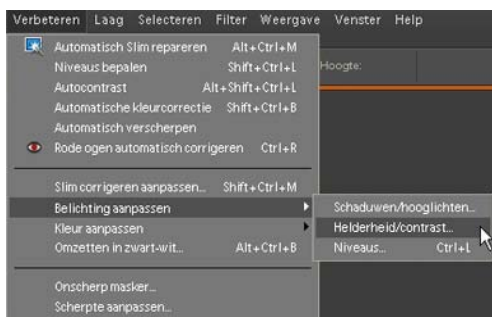 Verbeteren Laag Selecteren Filter Weergave Venster Help
Automatisch Slim repareren Alt+Ctrl+M
Niveaus bepalen Shift+Ctrl+L
Hoogte:
Autocontrast Alt+Shift+Ctrl+L
Automatische kleurcorrectie Shift+Ctrl+B
Automatisch verscherpen
Rode ogen automatisch corrigeren Ctrl+R
Slim corrigeren aanpassen... Shift+Ctrl+M
Belichting aanpassen
Schaduwen/hooglichten...
Kleur aanpassen
Helderheid/contrast...
Omzetten in zwart-wit... Alt+Ctrl+B
Niveaus... Ctrl+L
Onscherp masker...
Scherpte aanpassen...